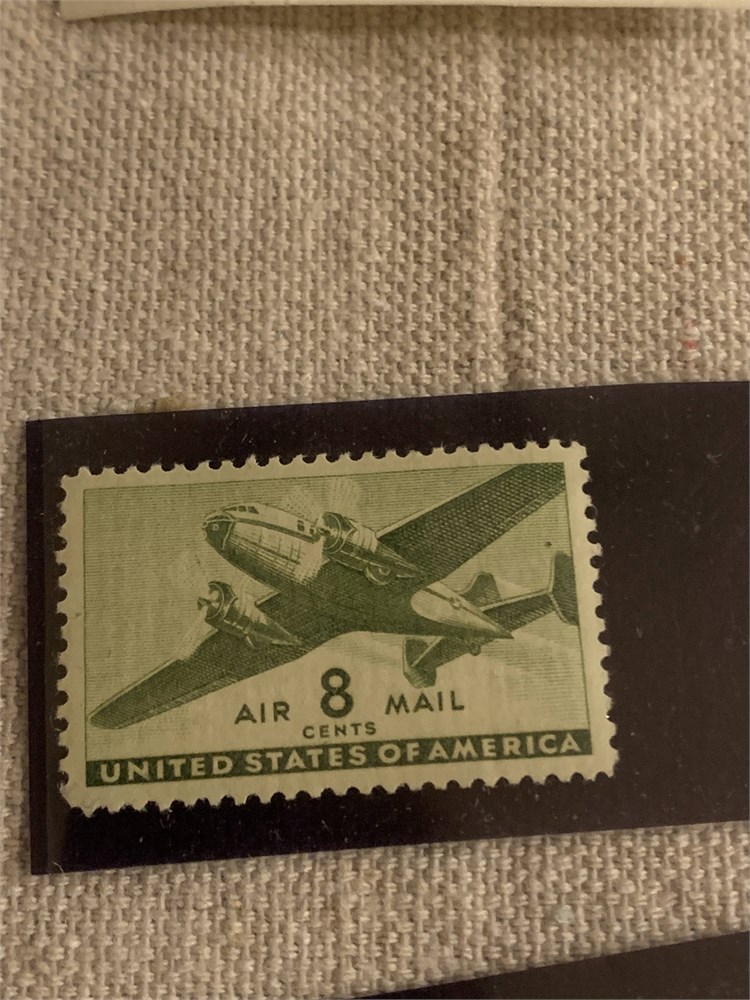 AIR 8 MAIL
CENTS
UNITED STATES OF AMERICA